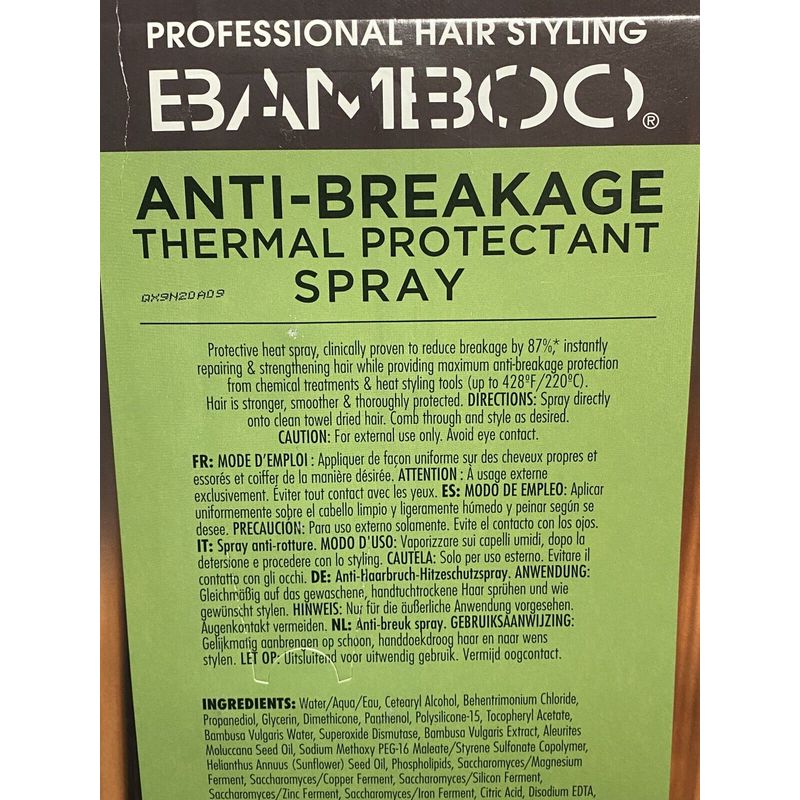 PROFESSIONAL HAIR STYLING
BAMBOO®
ANTI-BREAKAGE
THERMAL PROTECTANT
SPRAY
QX9N20A09
Protective heat spray, clinically proven to reduce breakage by 87%,* instantly
repairing & strengthening hair while providing maximum anti-breakage protection
from chemical treatments & heat styling tools (up to 428ºF/220ºC).
Hair is stronger, smoother & thoroughly protected. DIRECTIONS: Spray directly
onto clean towel dried hair. Comb through and style as desired.
CAUTION: For external use only. Avoid eye contact.
FR: MODE D'EMPLOI : Appliquer de façon uniforme sur des cheveux propres et
essorés et coiffer de la manière désirée. ATTENTION : À usage externe
exclusivement. Éviter tout contact avec les yeux. ES: MODO DE EMPLEO: Aplicar
uniformemente sobre el cabello limpio y ligeramente húmedo y peinar según se
desee. PRECAUCIÓN: Para uso externo solamente. Evite el contacto con los ojos.
IT: Spray anti-rotture. MODO D'USO: Vaporizzare sui capelli umidi, dopo la
detersione e procedere con lo styling. CAUTELA: Solo per uso esterno. Evitare il
contatto con gli occhi. DE: Anti-Haarbruch-Hitzeschutzspray. ANWENDUNG:
Gleichmäßig auf das gewaschene, handtuchtrockene Haar sprühen und wie
gewünscht stylen. HINWEIS: Nur für die äußerliche Anwendung vorgesehen.
Augenkontakt vermeiden. NL: Anti-breuk spray. GEBRUIKSAANWIJZING:
Gelijkmatig aanbrengen op schoon, handdoekdroog haar en naar wens
stylen. LET OP: Uitsluitend voor uitwendig gebruik. Vermijd oogcontact.
INGREDIENTS: Water/Aqua/Eau, Cetearyl Alcohol, Behentrimonium Chloride,
Propanediol, Glycerin, Dimethicone, Panthenol, Polysilicone-15, Tocopheryl Acetate,
Bambusa Vulgaris Water, Superoxide Dismutase, Bambusa Vulgaris Extract, Aleurites
Moluccana Seed Oil, Sodium Methoxy PEG-16 Maleate/Styrene Sulfonate Copolymer,
Helianthus Annuus (Sunflower) Seed Oil, Phospholipids, Saccharomyces/Magnesium
Ferment, Saccharomyces/Copper Ferment, Saccharomyces/Silicon Ferment,
Saccharomyces/Zinc Ferment, Saccharomyces/Iron Ferment, Citric Acid, Disodium EDTA,